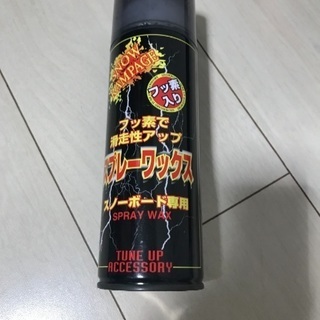 SNOW
RAMPAGE
フッ素
入り
フッ素で
滑走性アップ
スプレーワックス
スノーボード専用
SPRAY WAX
TUNE UP
ACCESSORY